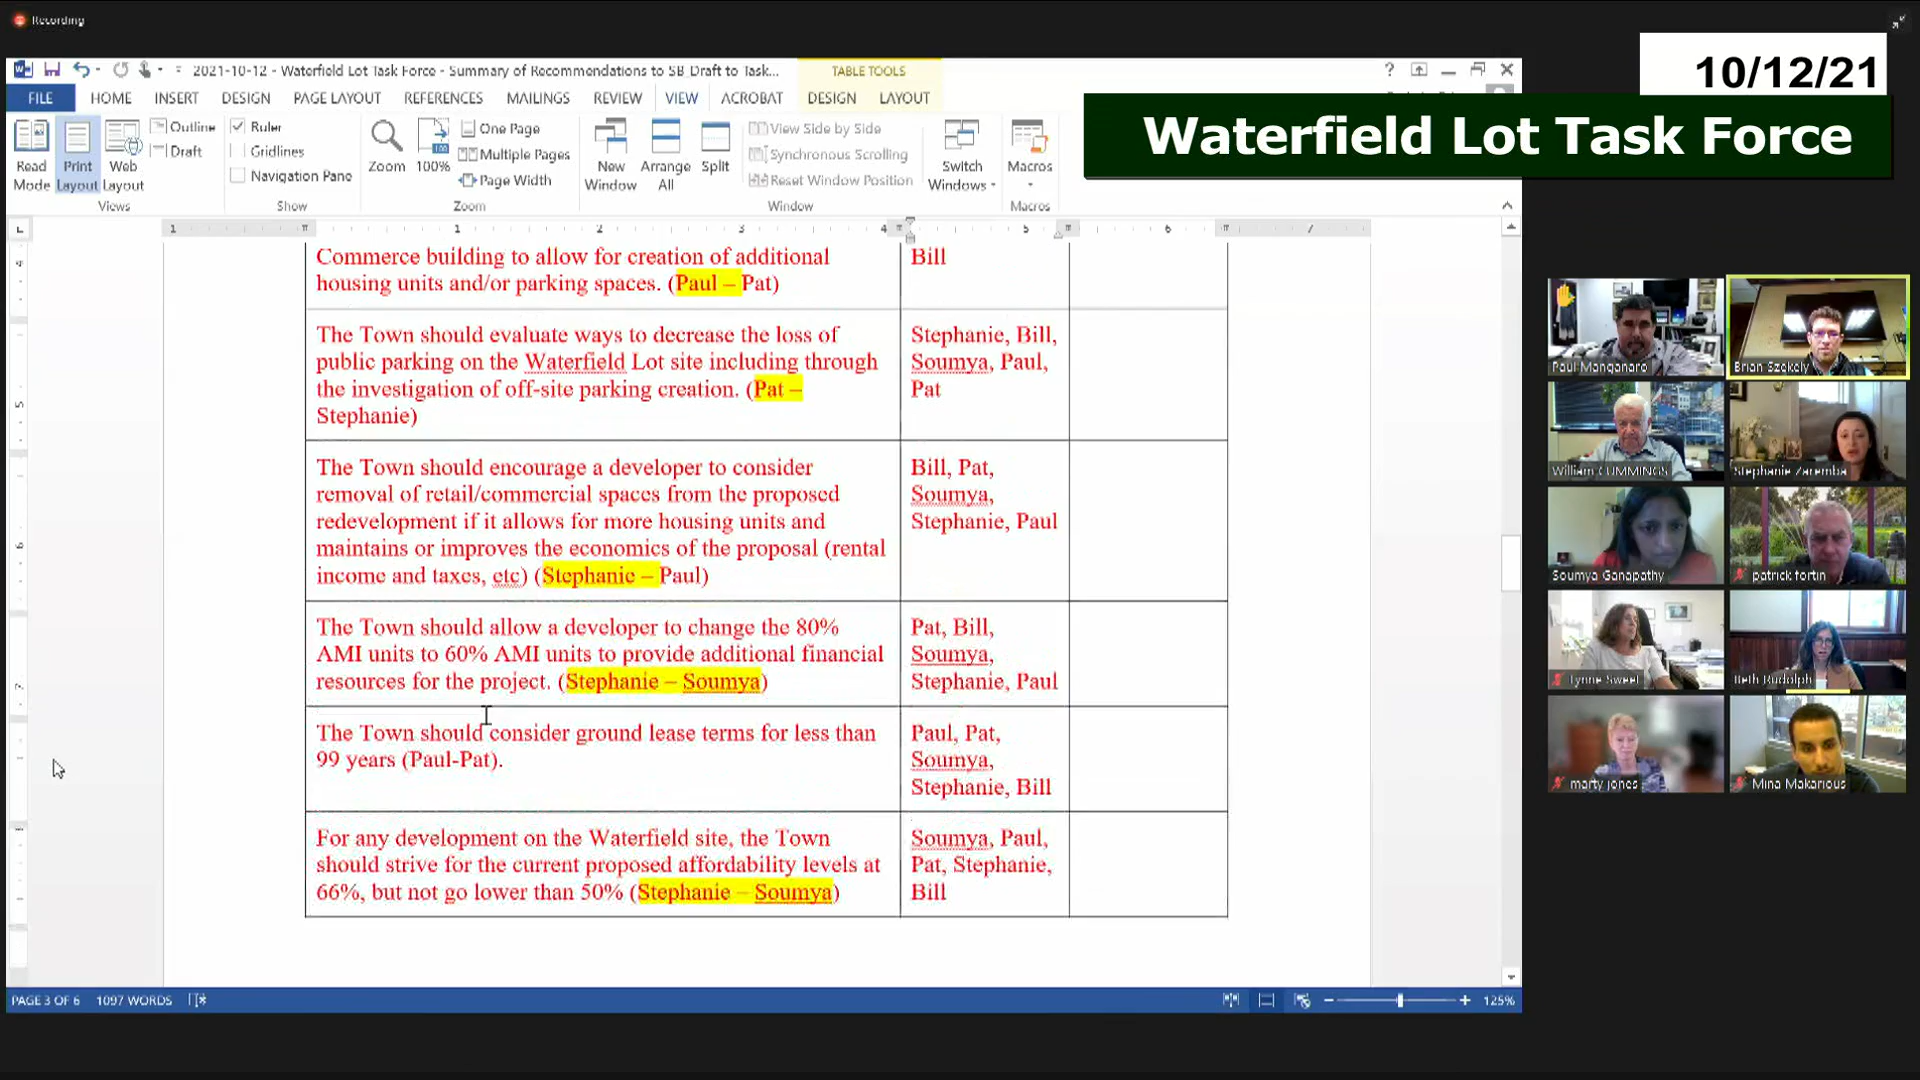 Recording
10/12/21
Waterfield Lot Task Force
2021-10-12 - Waterfield Lot Task Force - Summary of Recommendations to SB_Draft to Task...
TABLE TOOLS
FILE HOME INSERT DESIGN PAGE LAYOUT REFERENCES MAILINGS REVIEW VIEW ACROBAT DESIGN LAYOUT
Read Mode
Print Layout
Web Layout
Outline
Draft
Views
Ruler
Gridlines
Navigation Pane
Show
Zoom
100%
One Page
Multiple Pages
Page Width
Zoom
New Window
Arrange All
Split
View Side by Side
Synchronous Scrolling
Reset Window Position
Window
Switch Windows
Macros
Macros
1 1 2 3 4 5 6 7
Commerce building to allow for creation of additional
housing units and/or parking spaces. (Paul – Pat)
Bill
The Town should evaluate ways to decrease the loss of
public parking on the Waterfield Lot site including through
the investigation of off-site parking creation. (Pat –
Stephanie)
Stephanie, Bill,
Soumya, Paul,
Pat
The Town should encourage a developer to consider
removal of retail/commercial spaces from the proposed
redevelopment if it allows for more housing units and
maintains or improves the economics of the proposal (rental
income and taxes, etc) (Stephanie – Paul)
Bill, Pat,
Soumya,
Stephanie, Paul
The Town should allow a developer to change the 80%
AMI units to 60% AMI units to provide additional financial
resources for the project. (Stephanie – Soumya)
Pat, Bill,
Soumya,
Stephanie, Paul
The Town should consider ground lease terms for less than
99 years (Paul-Pat).
Paul, Pat,
Soumya,
Stephanie, Bill
For any development on the Waterfield site, the Town
should strive for the current proposed affordability levels at
66%, but not go lower than 50% (Stephanie – Soumya)
Soumya, Paul,
Pat, Stephanie,
Bill
PAGE 3 OF 6 1097 WORDS
125%
Paul Manganaro
Brian Szekely
William CUMMINGS
Stephanie Zaremba
Soumya Ganapathy
patrick fortin
Lynne Sweet
Beth Rudolph
marty jones
Mina Makarious